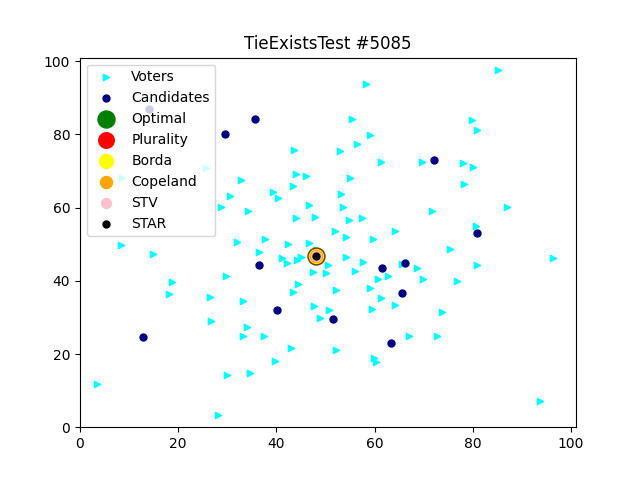 TieExistsTest #5085
100
80
60
40
20
0
Voters
Candidates
Optimal
Plurality
Borda
Copeland
STV
STAR
0 20 40 60 80 100